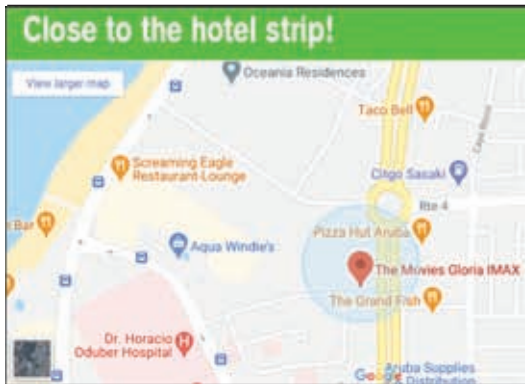 Close to the hotel strip!
View larger map
Oceania Residences
Taco Bell
Screaming Eagle
Restaurant-Lounge
Citgo Sasaki
Rte 4
Bar
Pizza Hut Aruba
Aqua Windie's
The Movies Gloria IMAX
The Grand Fish
Dr. Horacio
Oduber Hospital
H
Aruba Supplies
Google Distribution